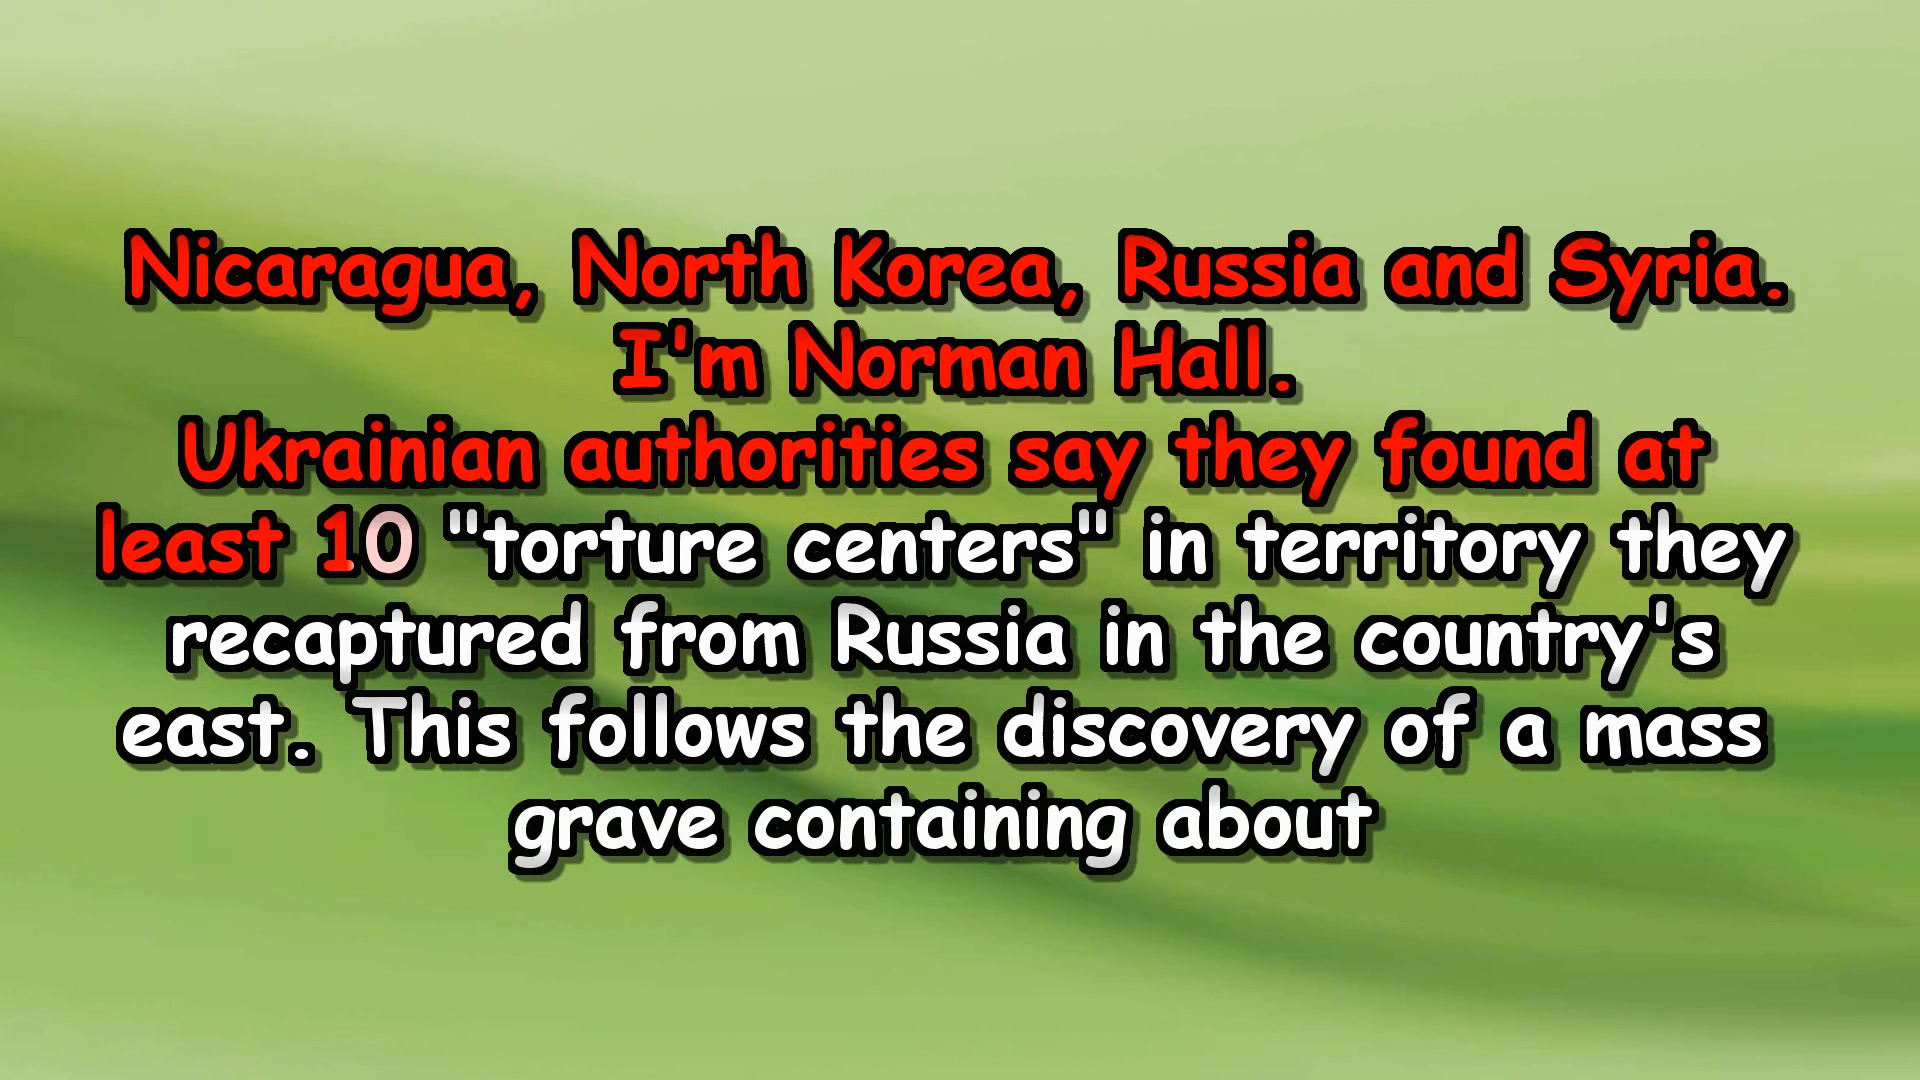 Nicaragua, North Korea, Russia and Syria.
I'm Norman Hall.
Ukrainian authorities say they found at
least 10 "torture centers" in territory they
recaptured from Russia in the country's
east. This follows the discovery of a mass
grave containing about